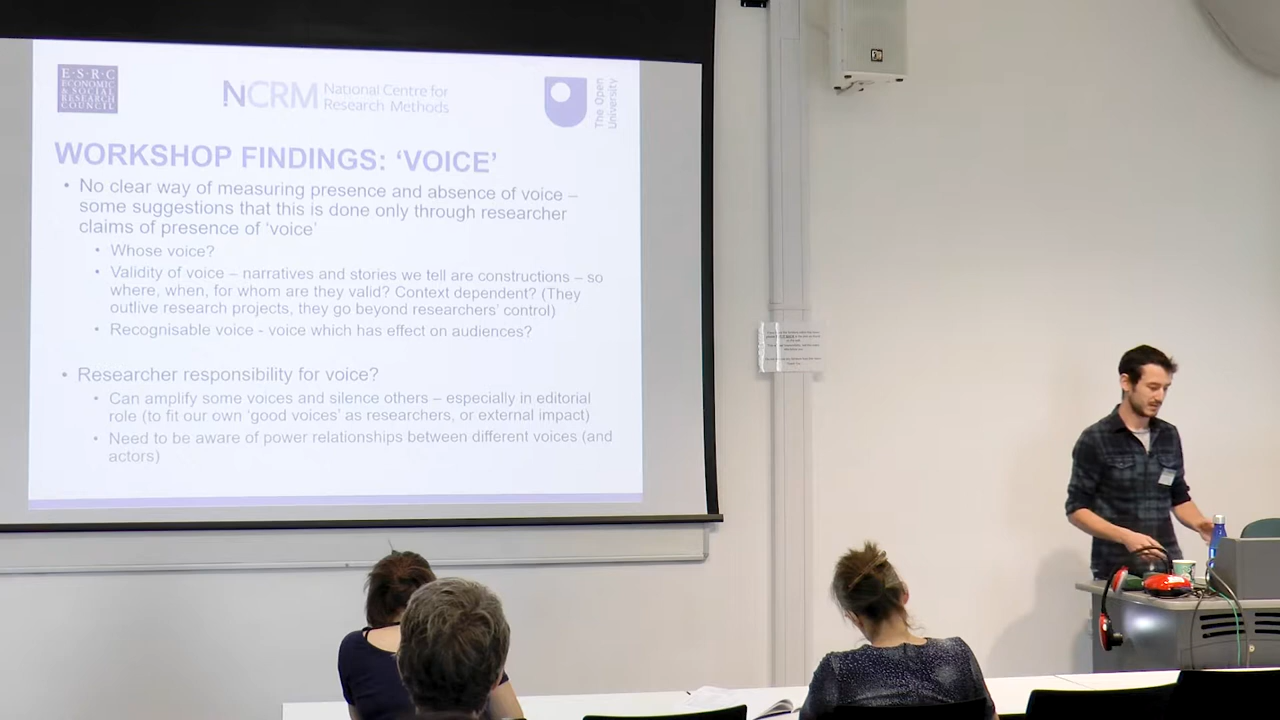 E·S·R·C
ECONOMIC
& SOCIAL
RESEARCH
COUNCIL
NCRM National Centre for
Research Methods
The Open
University
WORKSHOP FINDINGS: ‘VOICE’
• No clear way of measuring presence and absence of voice –
some suggestions that this is done only through researcher
claims of presence of ‘voice’
• Whose voice?
• Validity of voice – narratives and stories we tell are constructions – so
where, when, for whom are they valid? Context dependent? (They
outlive research projects, they go beyond researchers’ control)
• Recognisable voice - voice which has effect on audiences?
• Researcher responsibility for voice?
• Can amplify some voices and silence others – especially in editorial
role (to fit our own ‘good voices’ as researchers, or external impact)
• Need to be aware of power relationships between different voices (and
actors)